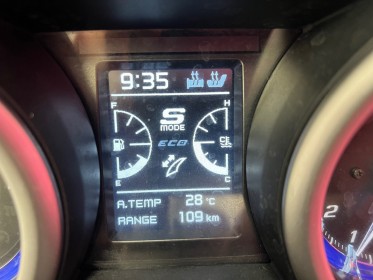 9:35
F H
S
MODE
ECO
E C
A.TEMP 28°C
RANGE 109 km
2
1